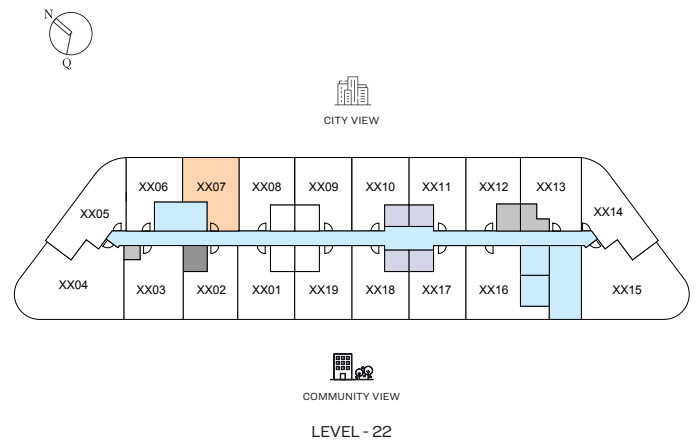 N
Q
CITY VIEW
XX06 XX07 XX08 XX09 XX10 XX11 XX12 XX13
XX05 XX14
XX04 XX03 XX02 XX01 XX19 XX18 XX17 XX16 XX15
COMMUNITY VIEW
LEVEL - 22